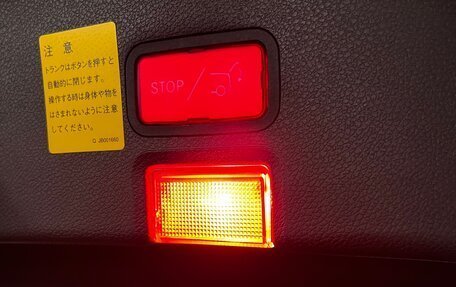 注意
トランクはボタンを押すと
自動的に閉じます。
操作する時は身体や物を
はさまれないように注意
してください。
Q JB001660
STOP /